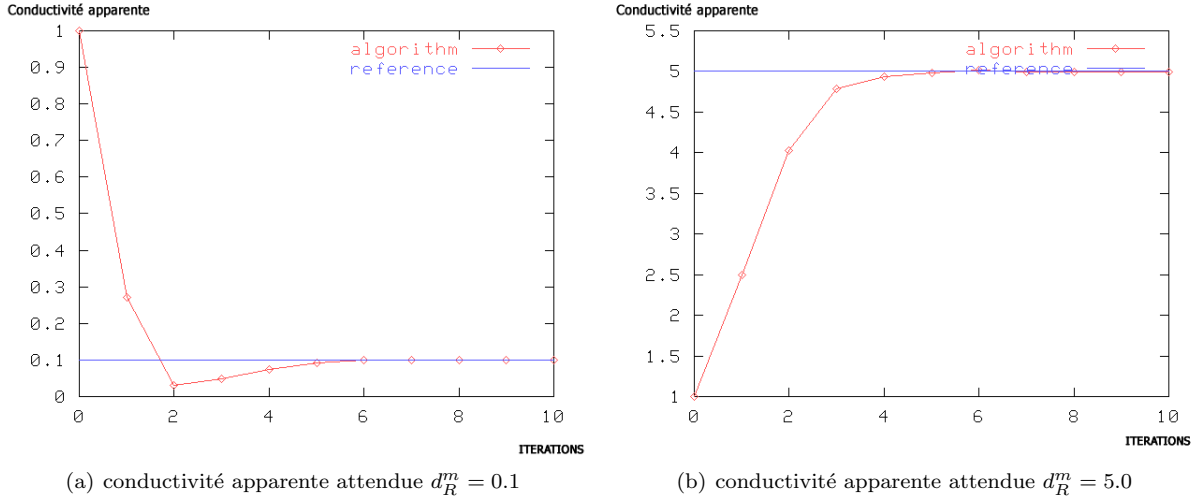 Conductivité apparente
1
0.9
0.8
0.7
0.6
0.5
0.4
0.3
0.2
0.1
0
0 2 4 6 8 10
algorithm
reference
ITERATIONS
(a) conductivité apparente attendue $d_R^m = 0.1$
Conductivité apparente
5.5
5
4.5
4
3.5
3
2.5
2
1.5
1
0 2 4 6 8 10
algorithm
reference
ITERATIONS
(b) conductivité apparente attendue $d_R^m = 5.0$